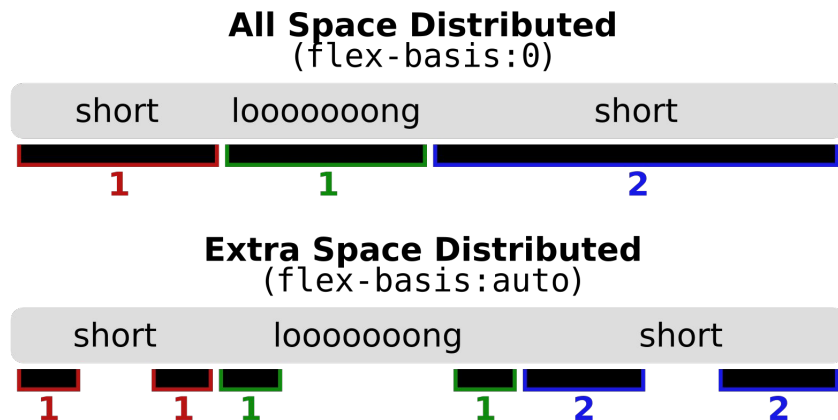 All Space Distributed
(flex-basis:0)
short looooooong short
1 1 2
Extra Space Distributed
(flex-basis:auto)
short looooooong short
1 1 1 1 2 2